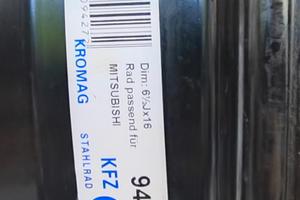 94
Dim: 6½Jx16
Rad passend für
MITSUBISHI
KFZ
KROMAG
STAHLRAD